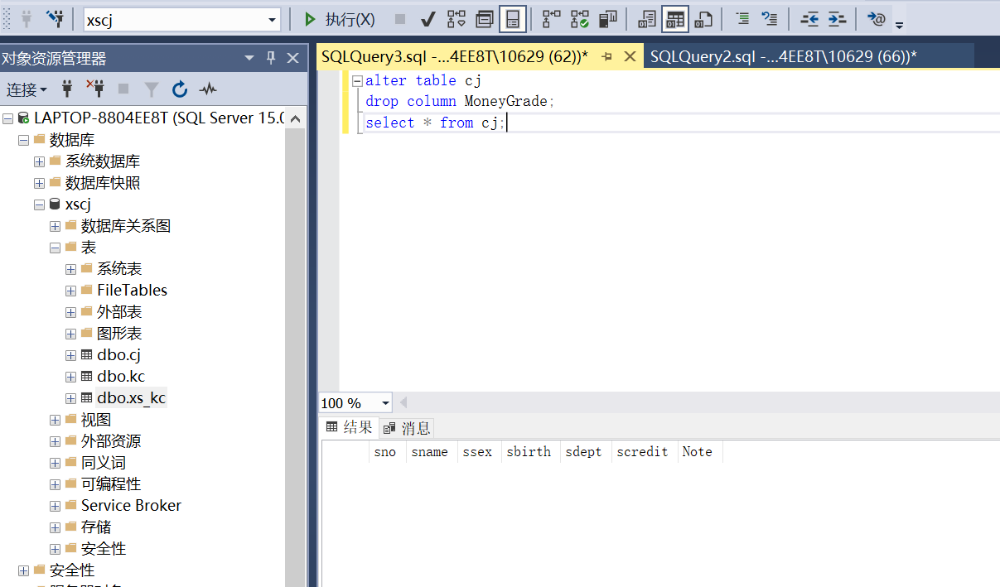 xscj
执行(X)
对象资源管理器
连接
LAPTOP-8804EE8T (SQL Server 15.0
数据库
系统数据库
数据库快照
xscj
数据库关系图
表
系统表
FileTables
外部表
图形表
dbo.cj
dbo.kc
dbo.xs_kc
视图
外部资源
同义词
可编程性
Service Broker
存储
安全性
安全性
SQLQuery3.sql -...4EE8T\10629 (62))*
SQLQuery2.sql -...4EE8T\10629 (66))*
alter table cj
drop column MoneyGrade;
select * from cj;
100 %
结果
消息
sno sname ssex sbirth sdept scredit Note